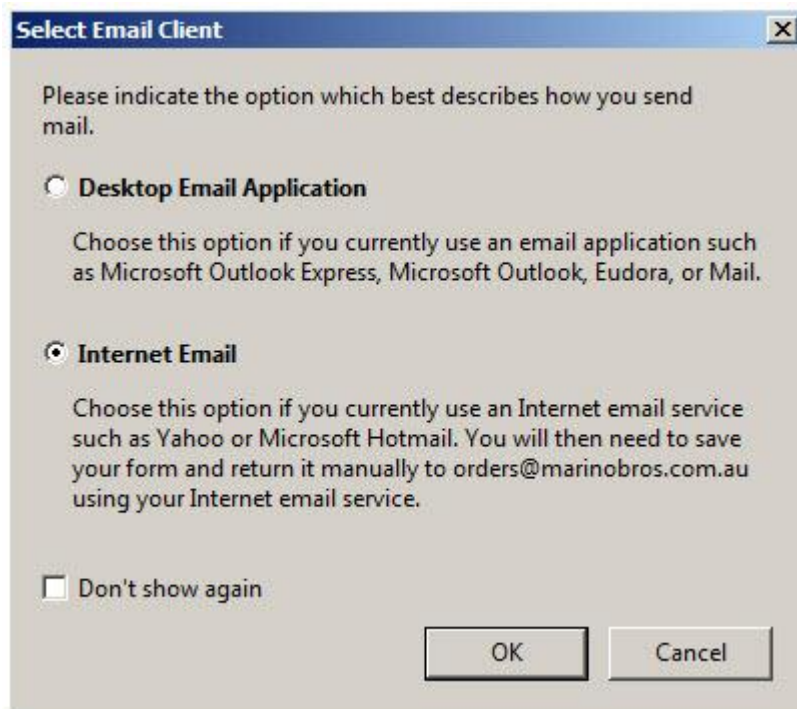 Select Email Client
Please indicate the option which best describes how you send
mail.
Desktop Email Application
Choose this option if you currently use an email application such
as Microsoft Outlook Express, Microsoft Outlook, Eudora, or Mail.
Internet Email
Choose this option if you currently use an Internet email service
such as Yahoo or Microsoft Hotmail. You will then need to save
your form and return it manually to orders@marinobros.com.au
using your Internet email service.
Don't show again
OK Cancel